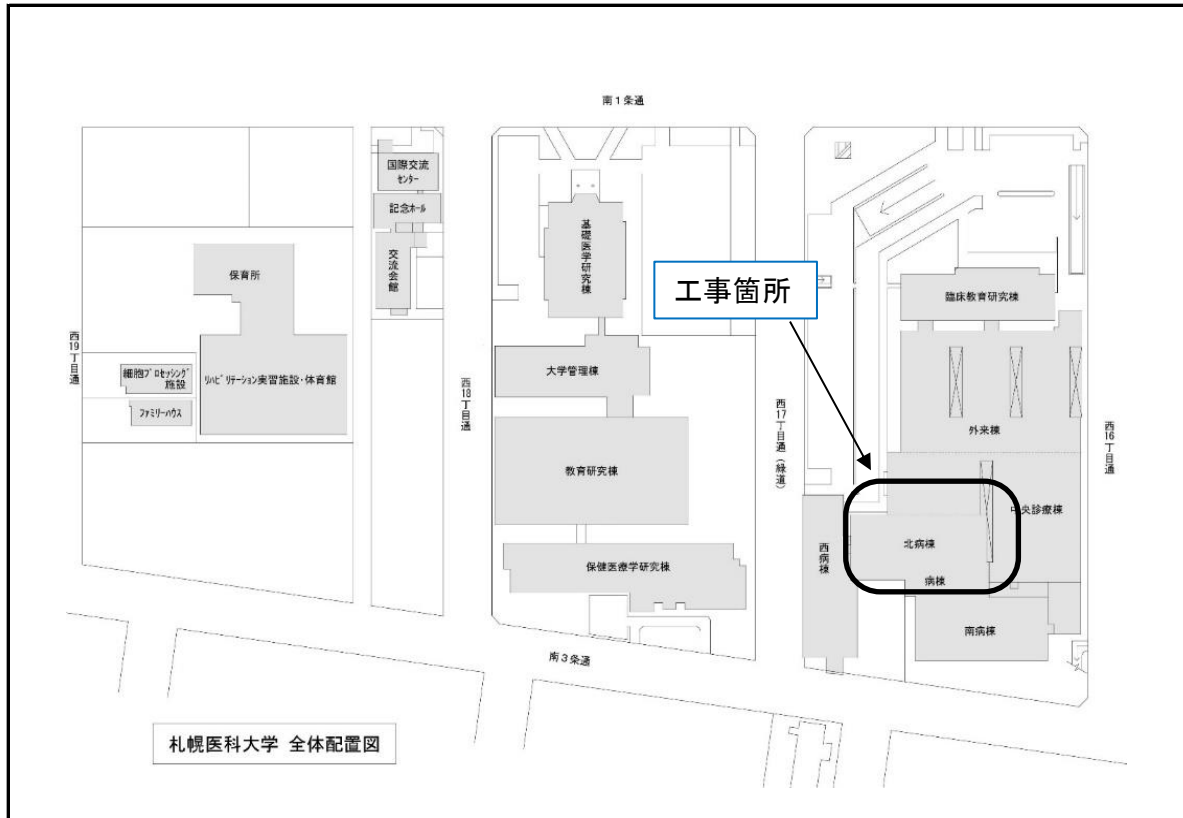 南1条通
国際交流
センター
記念ホール
交流会館
保育所
西19丁目通
細胞プロセッシング
施設
ファミリーハウス
リハビリテーション実習施設・体育館
西18丁目通
基礎医学研究棟
大学管理棟
教育研究棟
保健医療学研究棟
工事箇所
西17丁目通(緑道)
臨床教育研究棟
外来棟
西16丁目通
中央診療棟
北病棟
病棟
西病棟
南病棟
南3条通
札幌医科大学 全体配置図